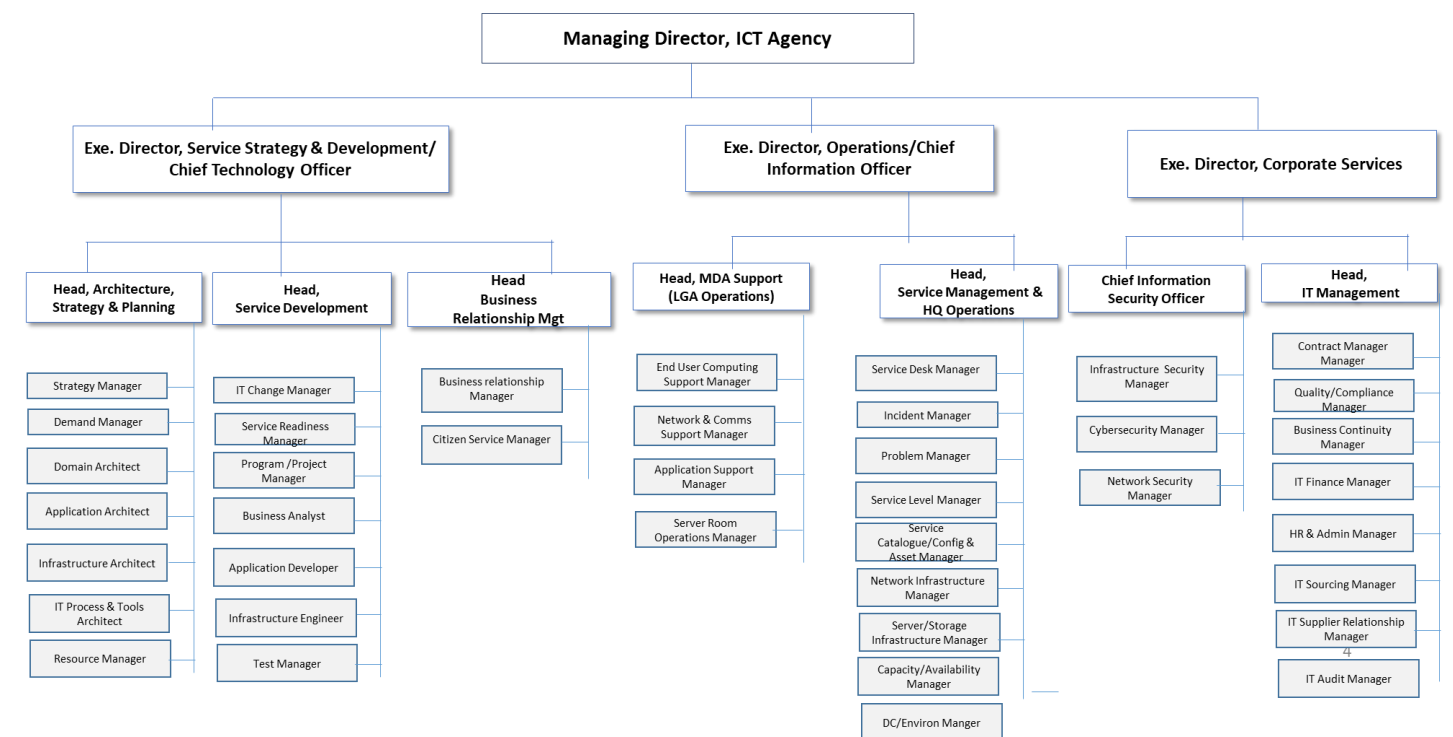 Managing Director, ICT Agency
Exe. Director, Service Strategy & Development/
Chief Technology Officer
Exe. Director, Operations/Chief
Information Officer
Exe. Director, Corporate Services
Head, Architecture,
Strategy & Planning
Head,
Service Development
Head
Business
Relationship Mgt
Head, MDA Support
(LGA Operations)
Head,
Service Management &
HQ Operations
Chief Information
Security Officer
Head,
IT Management
Strategy Manager
Demand Manager
Domain Architect
Application Architect
Infrastructure Architect
IT Process & Tools
Architect
Resource Manager
IT Change Manager
Service Readiness
Manager
Program /Project
Manager
Business Analyst
Application Developer
Infrastructure Engineer
Test Manager
Business relationship
Manager
Citizen Service Manager
End User Computing
Support Manager
Network & Comms
Support Manager
Application Support
Manager
Server Room
Operations Manager
Service Desk Manager
Incident Manager
Problem Manager
Service Level Manager
Service
Catalogue/Config &
Asset Manager
Network Infrastructure
Manager
Server/Storage
Infrastructure Manager
Capacity/Availability
Manager
DC/Environ Manger
Infrastructure Security
Manager
Cybersecurity Manager
Network Security
Manager
Contract Manager
Manager
Quality/Compliance
Manager
Business Continuity
Manager
IT Finance Manager
HR & Admin Manager
IT Sourcing Manager
IT Supplier Relationship
Manager
4
IT Audit Manager